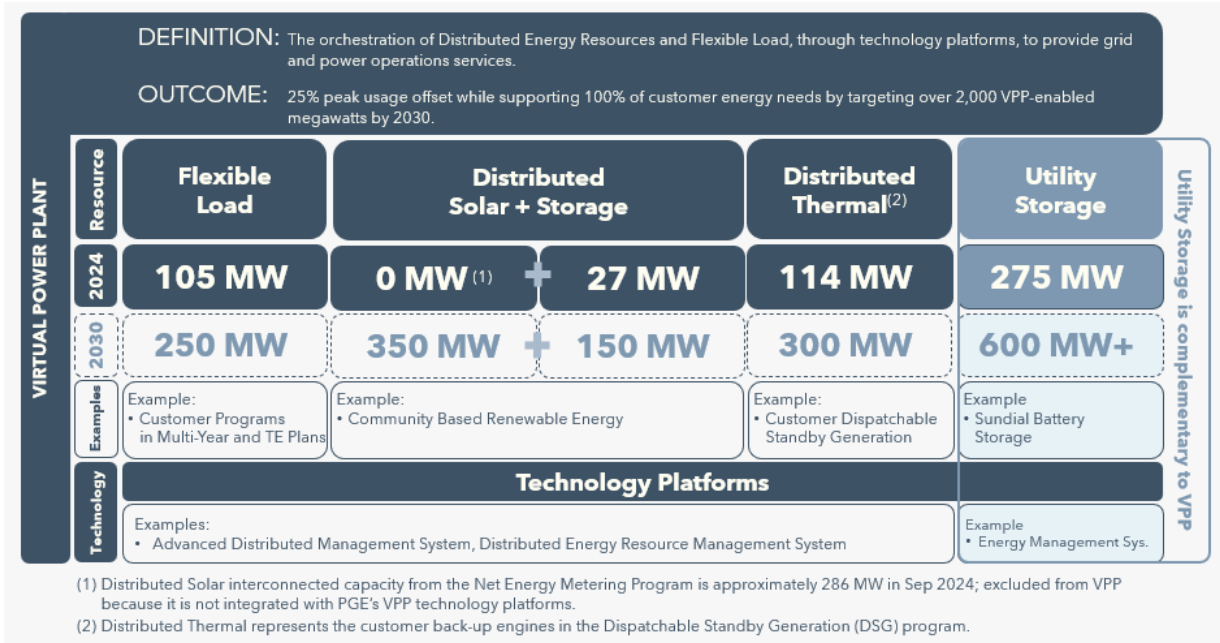 DEFINITION: The orchestration of Distributed Energy Resources and Flexible Load, through technology platforms, to provide grid
and power operations services.
OUTCOME: 25% peak usage offset while supporting 100% of customer energy needs by targeting over 2,000 VPP-enabled
megawatts by 2030.
VIRTUAL POWER PLANT
Resource
Flexible
Load
Distributed
Solar + Storage
Distributed
Thermal(2)
Utility
Storage
2024
105 MW
0 MW (1) + 27 MW
114 MW
275 MW
2030
250 MW
350 MW + 150 MW
300 MW
600 MW+
Examples
Example:
• Customer Programs
in Multi-Year and TE Plans
Example:
• Community Based Renewable Energy
Example:
• Customer Dispatchable
Standby Generation
Example
• Sundial Battery
Storage
Technology
Technology Platforms
Examples:
• Advanced Distributed Management System, Distributed Energy Resource Management System
Example
• Energy Management Sys.
Utility Storage is complementary to VPP
(1) Distributed Solar interconnected capacity from the Net Energy Metering Program is approximately 286 MW in Sep 2024; excluded from VPP
because it is not integrated with PGE's VPP technology platforms.
(2) Distributed Thermal represents the customer back-up engines in the Dispatchable Standby Generation (DSG) program.